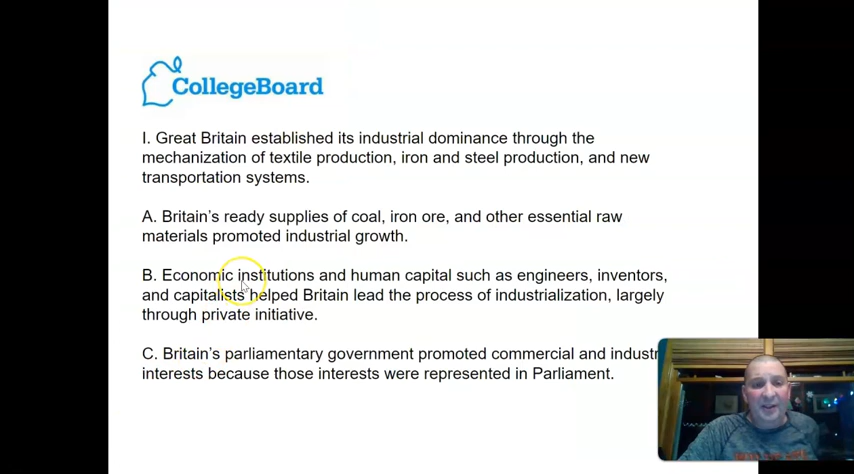 CollegeBoard
I. Great Britain established its industrial dominance through the
mechanization of textile production, iron and steel production, and new
transportation systems.
A. Britain's ready supplies of coal, iron ore, and other essential raw
materials promoted industrial growth.
B. Economic institutions and human capital such as engineers, inventors,
and capitalists helped Britain lead the process of industrialization, largely
through private initiative.
C. Britain's parliamentary government promoted commercial and industr
interests because those interests were represented in Parliament.